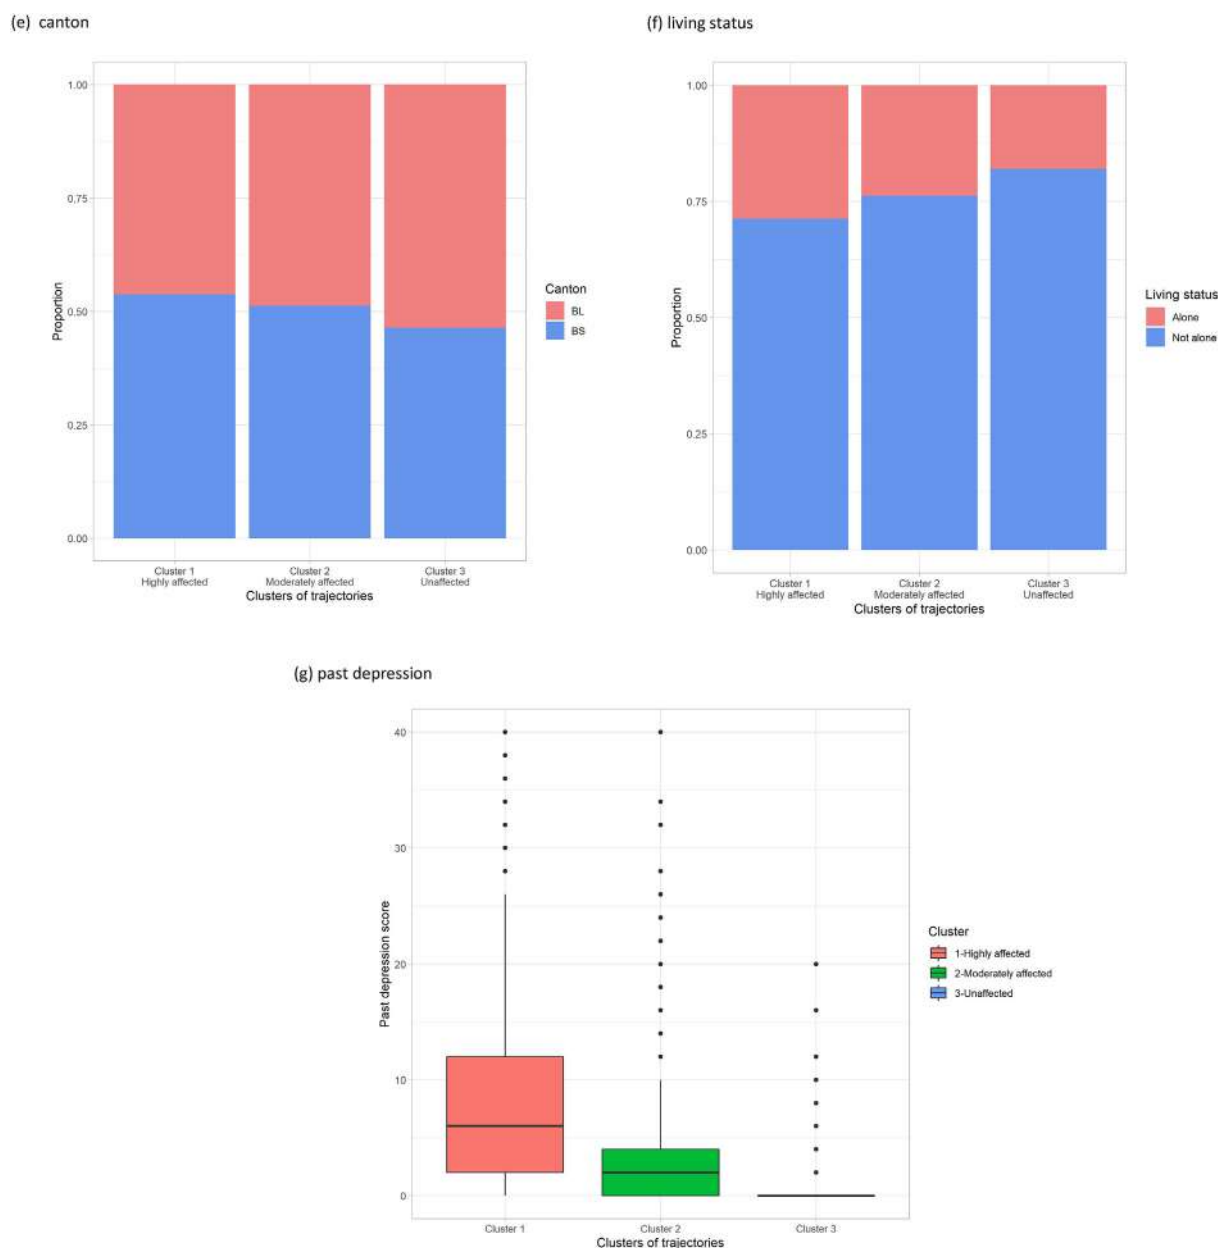 (e) canton
1.00
0.75
0.50
0.25
0.00
Proportion
Cluster 1
Highly affected
Cluster 2
Moderately affected
Cluster 3
Unaffected
Clusters of trajectories
Canton
BL
BS
(f) living status
1.00
0.75
0.50
0.25
0.00
Proportion
Cluster 1
Highly affected
Cluster 2
Moderately affected
Cluster 3
Unaffected
Clusters of trajectories
Living status
Alone
Not alone
(g) past depression
40
30
20
10
0
Past depression score
Cluster 1
Cluster 2
Cluster 3
Clusters of trajectories
Cluster
1-Highly affected
2-Moderately affected
3-Unaffected